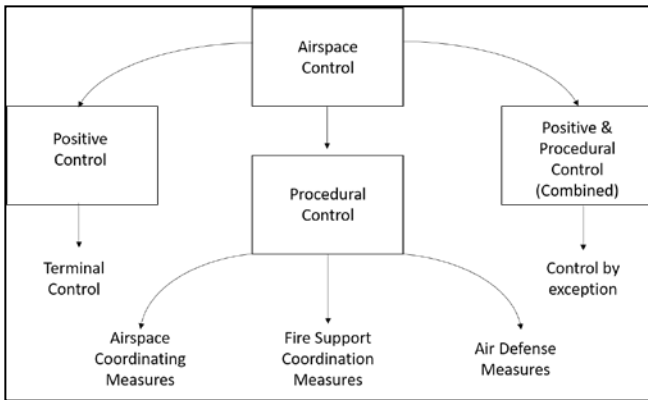 Airspace
Control
Positive
Control
Procedural
Control
Positive &
Procedural
Control
(Combined)
Terminal
Control
Control by
exception
Airspace
Coordinating
Measures
Fire Support
Coordination
Measures
Air Defense
Measures